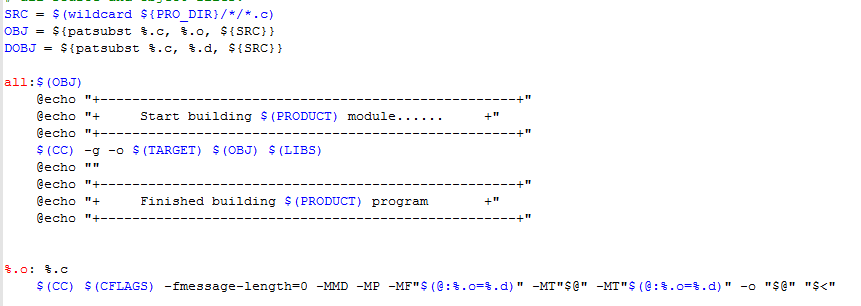 SRC = $(wildcard ${PRO_DIR}/*/*.c)
OBJ = ${patsubst %.c, %.o, ${SRC}}
DOBJ = ${patsubst %.c, %.d, ${SRC}}
all:$(OBJ)
@echo "+----------------------------------------------------+"
@echo "+     Start building $(PRODUCT) module......     +"
@echo "+----------------------------------------------------+"
$(CC) -g -o $(TARGET) $(OBJ) $(LIBS)
@echo ""
@echo "+----------------------------------------------------+"
@echo "+     Finished building $(PRODUCT) program       +"
@echo "+----------------------------------------------------+"
%.o: %.c
$(CC) $(CFLAGS) -fmessage-length=0 -MMD -MP -MF"$(@:%.o=%.d)" -MT"$@" -MT"$(@:%.o=%.d)" -o "$@" "$<"